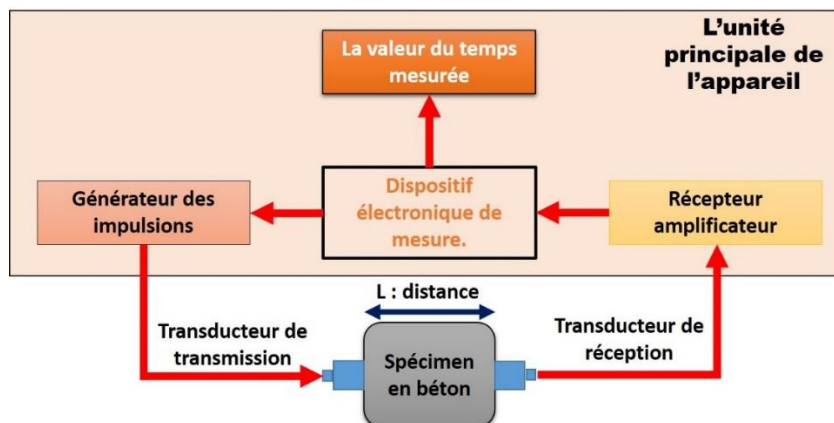 L'unité
principale de
l'appareil
La valeur du temps
mesurée
Générateur des
impulsions
Dispositif
électronique de
mesure.
Récepteur
amplificateur
L : distance
Transducteur de
transmission
Spécimen
en béton
Transducteur de
réception